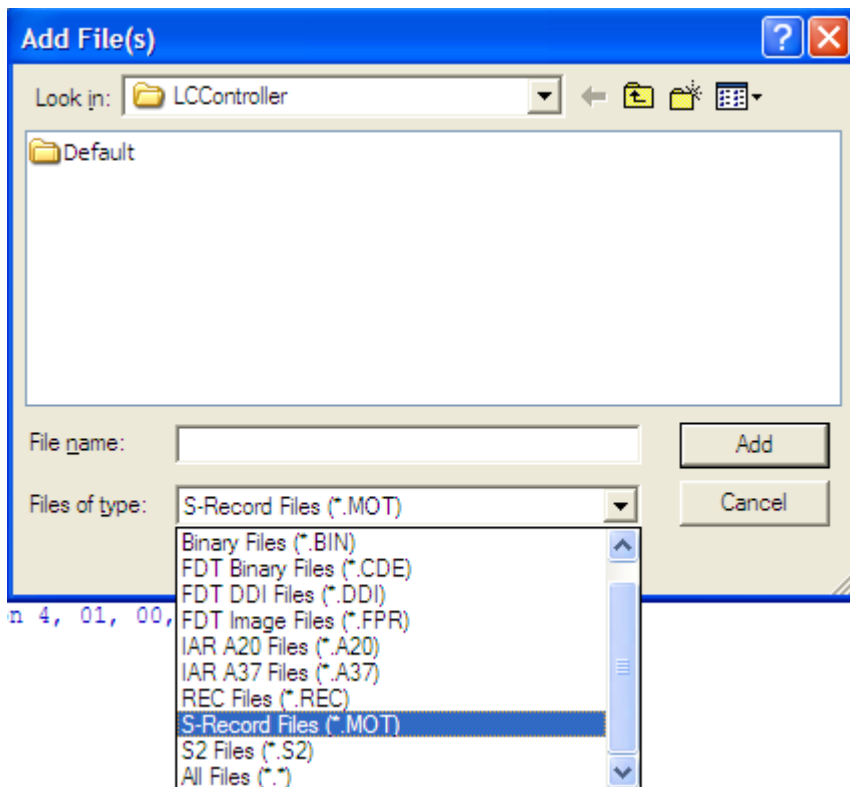 Add File(s)
Look in: LCController
Default
File name:
Add
Files of type: S-Record Files (*.MOT)
Cancel
Binary Files (*.BIN)
FDT Binary Files (*.CDE)
FDT DDI Files (*.DDI)
n 4, 01, 00,
FDT Image Files (*.FPR)
IAR A20 Files (*.A20)
IAR A37 Files (*.A37)
REC Files (*.REC)
S-Record Files (*.MOT)
S2 Files (*.S2)
All Files (*.*)